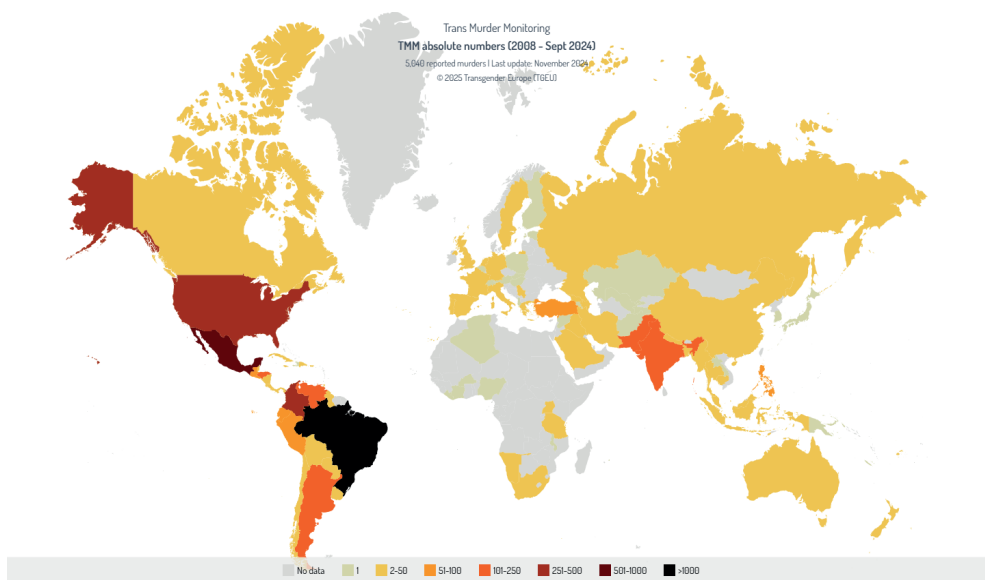 Trans Murder Monitoring
TMM absolute numbers (2008 - Sept 2024)
5,040 reported murders | Last update: November 2024
© 2025 Transgender Europe (TGEU)
No data 1 2-50 51-100 101-250 251-500 501-1000 >1000